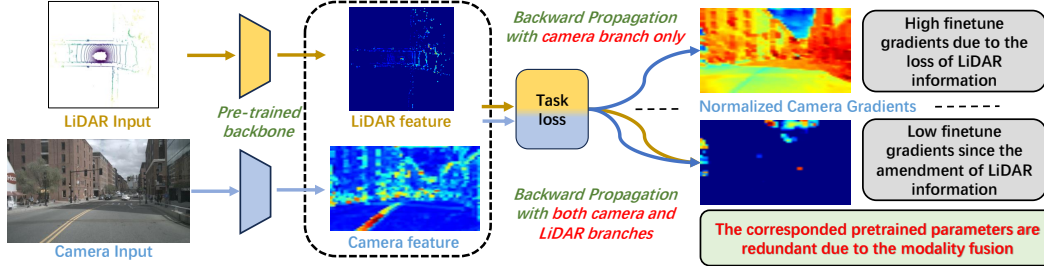 LiDAR Input
Camera Input
Pre-trained
backbone
LiDAR feature
Camera feature
Task
loss
Backward Propagation
with camera branch only
Backward Propagation
with both camera and
LiDAR branches
Normalized Camera Gradients
High finetune
gradients due to the
loss of LiDAR
information
Low finetune
gradients since the
amendment of LiDAR
information
The corresponded pretrained parameters are
redundant due to the modality fusion